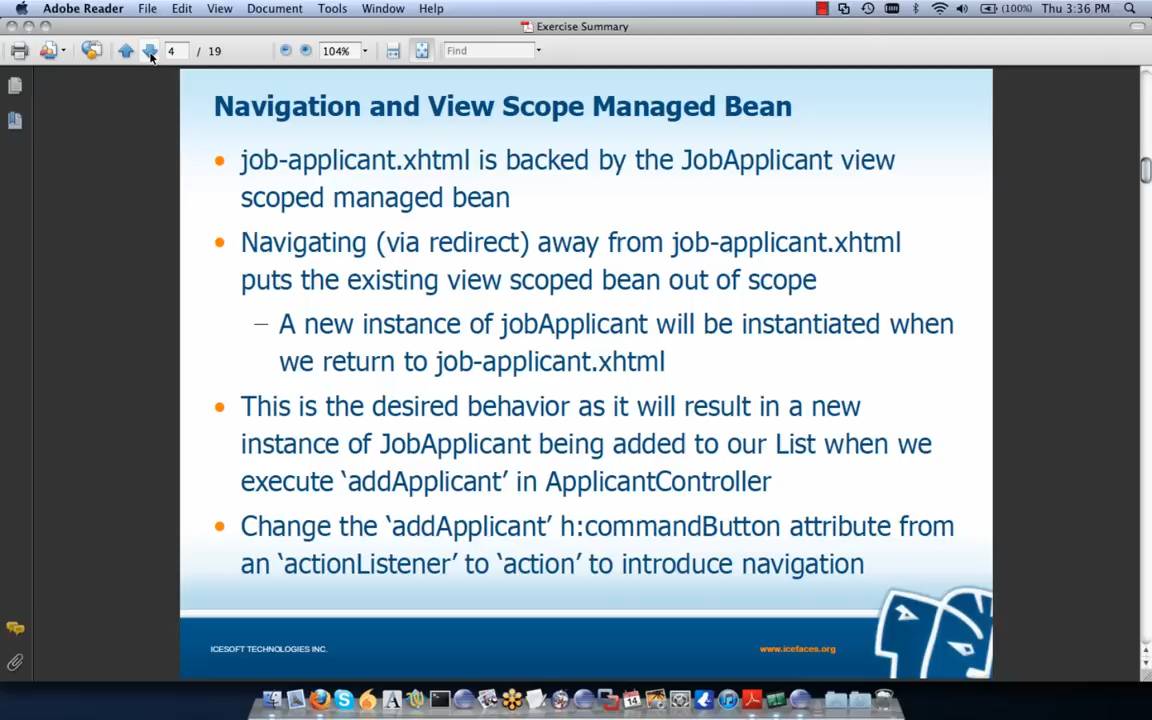 Adobe Reader File Edit View Document Tools Window Help (100%) Thu 3:36 PM
Exercise Summary
4 / 19 104% Find
Navigation and View Scope Managed Bean
• job-applicant.xhtml is backed by the JobApplicant view
scoped managed bean
• Navigating (via redirect) away from job-applicant.xhtml
puts the existing view scoped bean out of scope
– A new instance of jobApplicant will be instantiated when
we return to job-applicant.xhtml
• This is the desired behavior as it will result in a new
instance of JobApplicant being added to our List when we
execute ‘addApplicant’ in ApplicantController
• Change the ‘addApplicant’ h:commandButton attribute from
an ‘actionListener’ to ‘action’ to introduce navigation
ICESOFT TECHNOLOGIES INC. www.icefaces.org
14